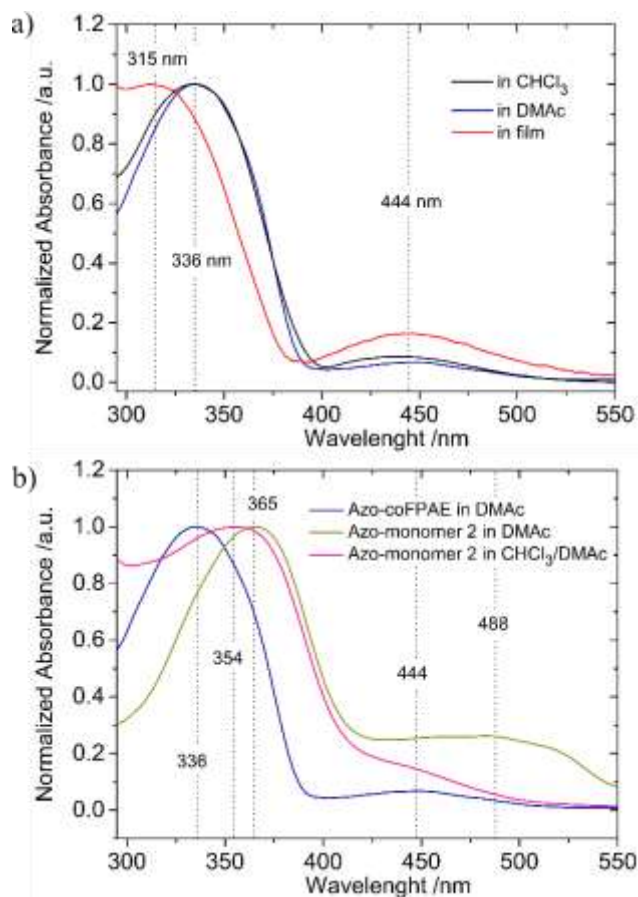 a)
Normalized Absorbance /a.u.
1.2
1.0
0.8
0.6
0.4
0.2
0.0
315 nm
336 nm
444 nm
in CHCl3
in DMAc
in film
300 350 400 450 500 550
Wavelenght /nm
b)
Normalized Absorbance /a.u.
1.2
1.0
0.8
0.6
0.4
0.2
0.0
365
Azo-coFPAE in DMAc
Azo-monomer 2 in DMAc
Azo-monomer 2 in CHCl3/DMAc
488
354
444
336
300 350 400 450 500 550
Wavelenght /nm